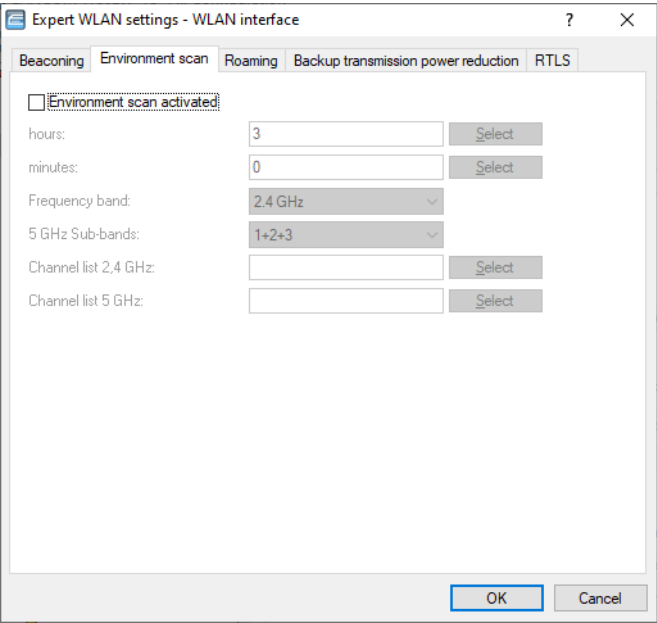 Expert WLAN settings - WLAN interface ? X
Beaconing Environment scan Roaming Backup transmission power reduction RTLS
Environment scan activated
hours: 3 Select
minutes: 0 Select
Frequency band: 2.4 GHz
5 GHz Sub-bands: 1+2+3
Channel list 2,4 GHz: Select
Channel list 5 GHz: Select
OK Cancel